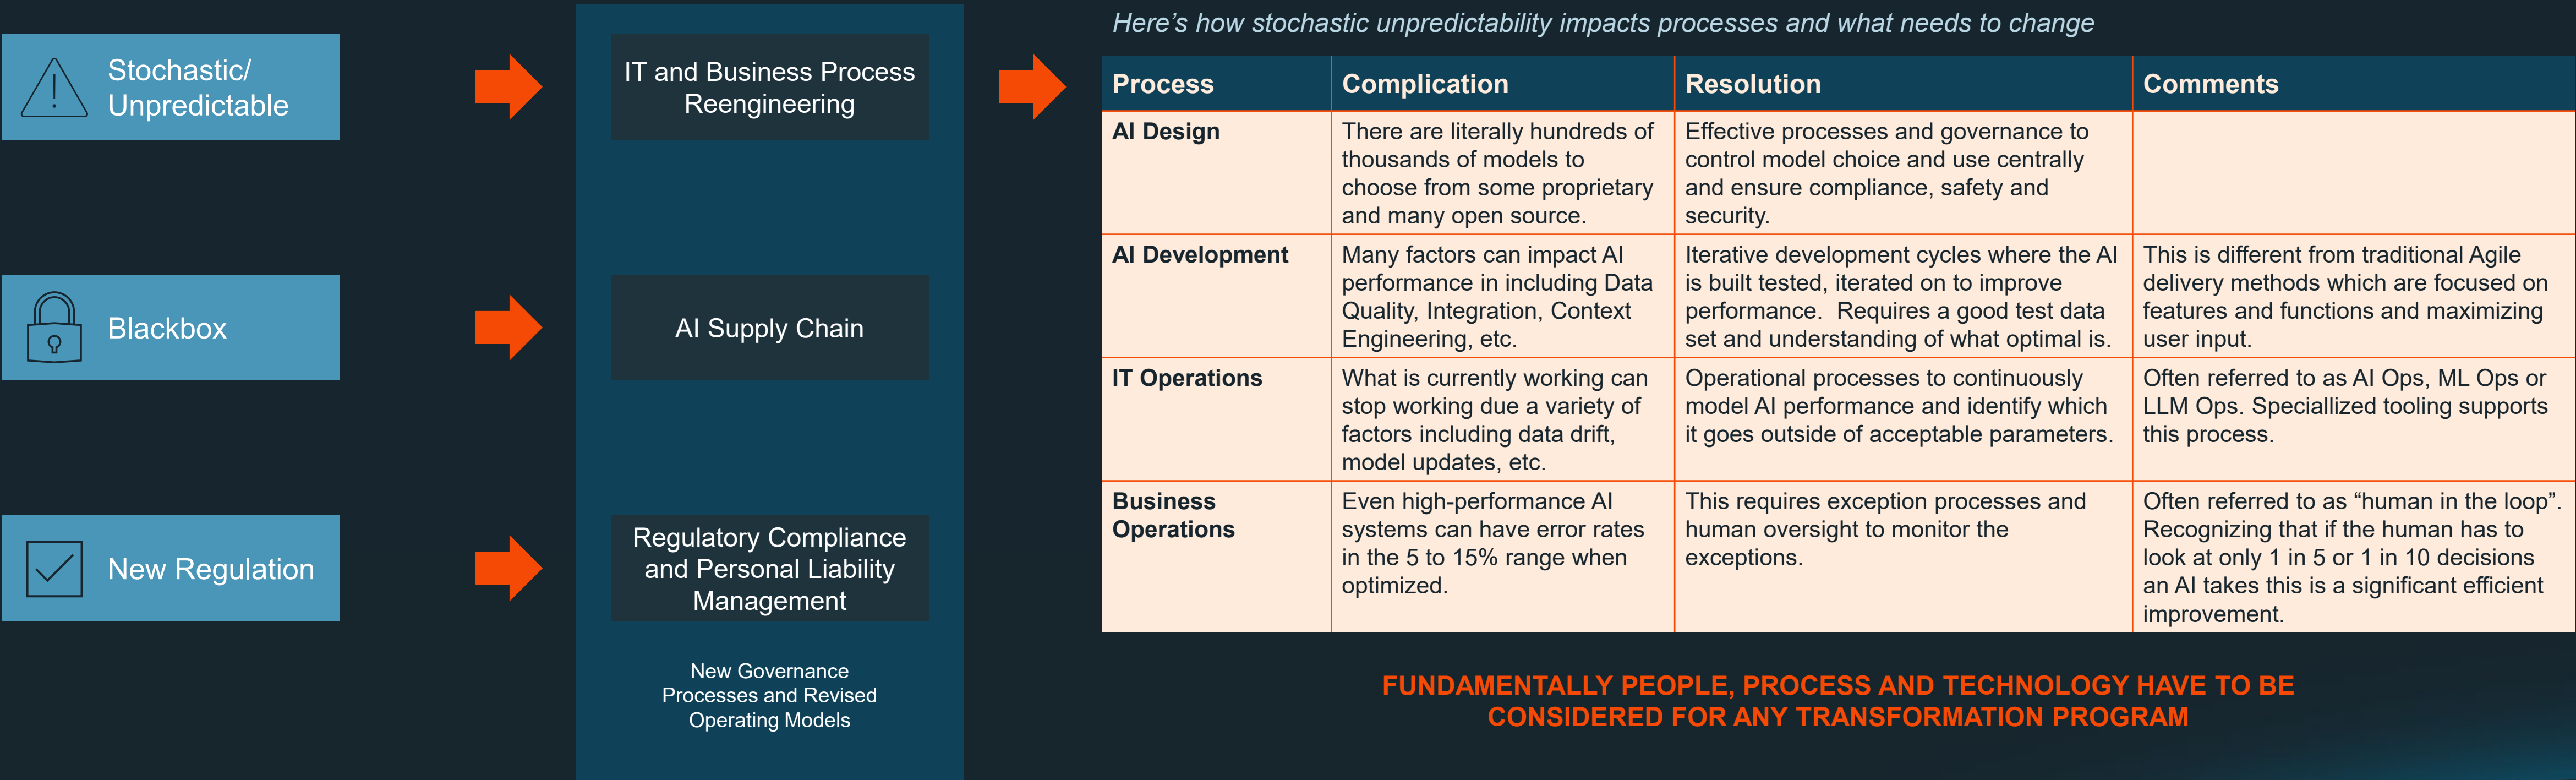 Stochastic/
Unpredictable
IT and Business Process
Reengineering
Blackbox
AI Supply Chain
New Regulation
Regulatory Compliance
and Personal Liability
Management
New Governance
Processes and Revised
Operating Models
Here’s how stochastic unpredictability impacts processes and what needs to change
Process
Complication
Resolution
Comments
AI Design
There are literally hundreds of
thousands of models to
choose from some proprietary
and many open source.
Effective processes and governance to
control model choice and use centrally
and ensure compliance, safety and
security.
AI Development
Many factors can impact AI
performance in including Data
Quality, Integration, Context
Engineering, etc.
Iterative development cycles where the AI
is built tested, iterated on to improve
performance.  Requires a good test data
set and understanding of what optimal is.
This is different from traditional Agile
delivery methods which are focused on
features and functions and maximizing
user input.
IT Operations
What is currently working can
stop working due a variety of
factors including data drift,
model updates, etc.
Operational processes to continuously
model AI performance and identify which
it goes outside of acceptable parameters.
Often referred to as AI Ops, ML Ops or
LLM Ops. Speciallized tooling supports
this process.
Business
Operations
Even high-performance AI
systems can have error rates
in the 5 to 15% range when
optimized.
This requires exception processes and
human oversight to monitor the
exceptions.
Often referred to as “human in the loop”.
Recognizing that if the human has to
look at only 1 in 5 or 1 in 10 decisions
an AI takes this is a significant efficient
improvement.
FUNDAMENTALLY PEOPLE, PROCESS AND TECHNOLOGY HAVE TO BE
CONSIDERED FOR ANY TRANSFORMATION PROGRAM